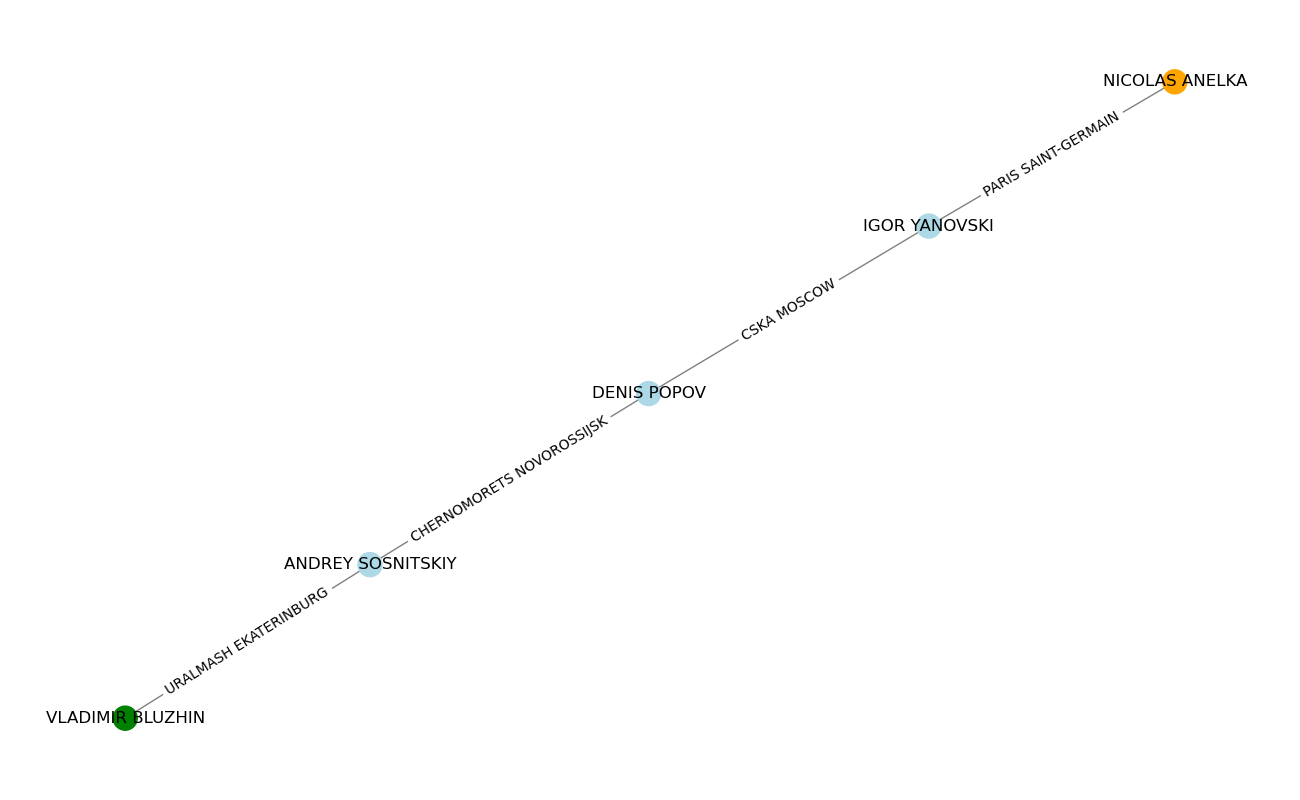 NICOLAS ANELKA
PARIS SAINT-GERMAIN
IGOR YANOVSKI
CSKA MOSCOW
DENIS POPOV
CHERNOMORETS NOVOROSSIJSK
ANDREY SOSNITSKIY
URALMASH EKATERINBURG
VLADIMIR BLUZHIN